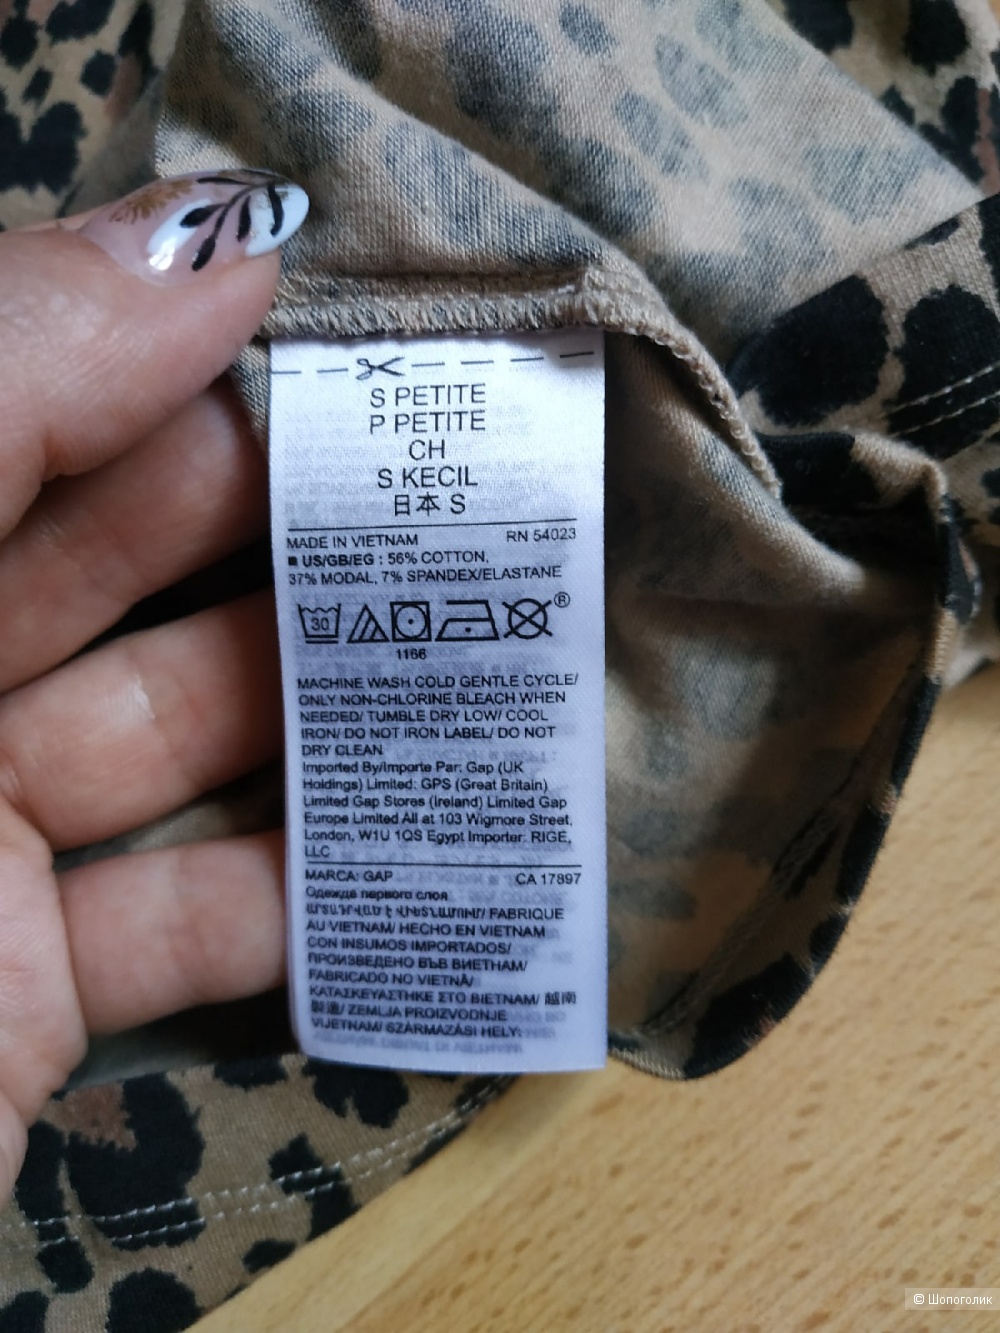 S PETITE
P PETITE
CH
S KECIL
日本 S
MADE IN VIETNAM RN 54023
■ US/GB/EG : 56% COTTON,
37% MODAL, 7% SPANDEX/ELASTANE
30
®
1166
MACHINE WASH COLD GENTLE CYCLE/
ONLY NON-CHLORINE BLEACH WHEN
NEEDED/ TUMBLE DRY LOW/ COOL
IRON/ DO NOT IRON LABEL/ DO NOT
DRY CLEAN
Imported By/Importe Par: Gap (UK
Holdings) Limited: GPS (Great Britain)
Limited Gap Stores (Ireland) Limited Gap
Europe Limited All at 103 Wigmore Street,
London, W1U 1QS Egypt Importer: RIGE,
LLC
MARCA: GAP CA 17897
Одежда первого слоя
ԱՐՏԱԴՐՎԱԾ Է ՎԻԵՏՆԱՄՈՒՄ/ FABRIQUE
AU VIETNAM/ HECHO EN VIETNAM
CON INSUMOS IMPORTADOS/
ПРОИЗВЕДЕНО ВЪВ ВИЕТНАМ/
FABRICADO NO VIETNÃ/
ΚΑΤΑΣΚΕΥΑΣΤΗΚΕ ΣΤΟ ΒΙΕΤΝΑΜ/ 越南
製造/ ZEMLJA PROIZVODNJE
VIJETNAM/ SZÁRMAZÁSI HELY:
© Шопоголик